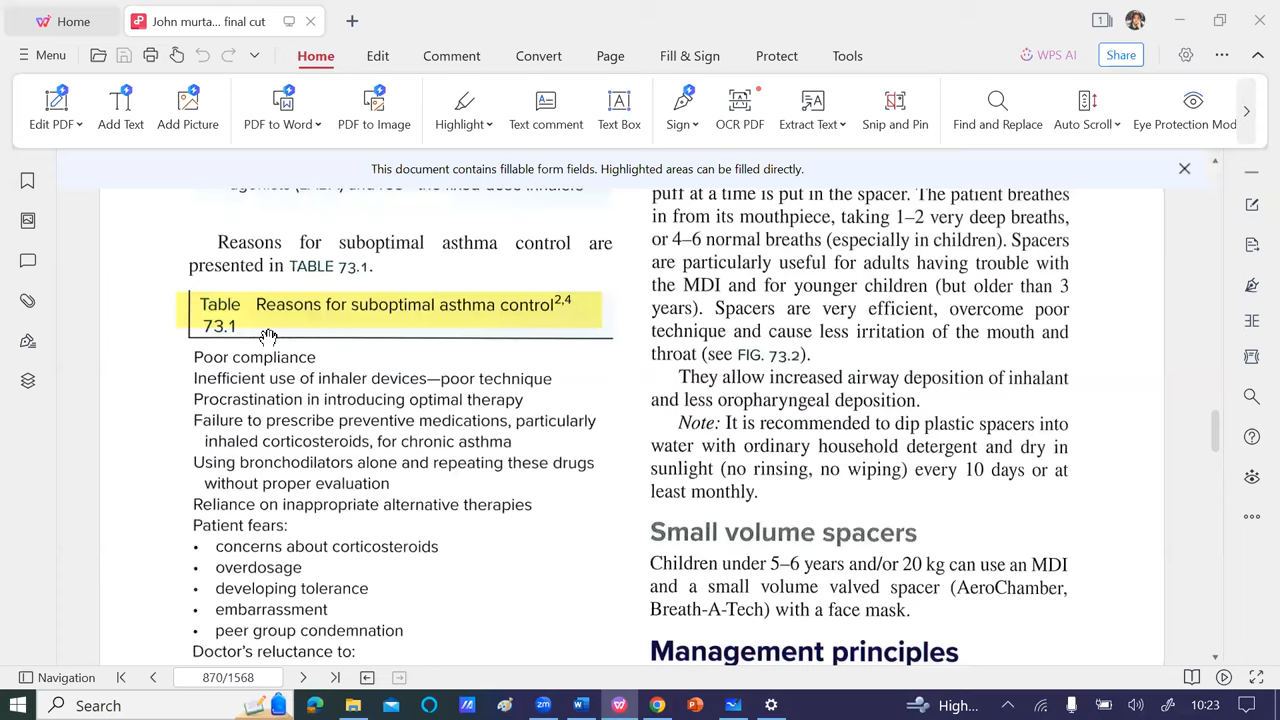 Home
John murta... final cut
1
Menu
Home
Edit
Comment
Convert
Page
Fill & Sign
Protect
Tools
WPS AI
Share
Edit PDF
Add Text
Add Picture
PDF to Word
PDF to Image
Highlight
Text comment
Text Box
Sign
OCR PDF
Extract Text
Snip and Pin
Find and Replace
Auto Scroll
Eye Protection Mod
This document contains fillable form fields. Highlighted areas can be filled directly.
Reasons for suboptimal asthma control are
presented in TABLE 73.1.
Table Reasons for suboptimal asthma control2,4
73.1
Poor compliance
Inefficient use of inhaler devices—poor technique
Procrastination in introducing optimal therapy
Failure to prescribe preventive medications, particularly
inhaled corticosteroids, for chronic asthma
Using bronchodilators alone and repeating these drugs
without proper evaluation
Reliance on inappropriate alternative therapies
Patient fears:
• concerns about corticosteroids
• overdosage
• developing tolerance
• embarrassment
• peer group condemnation
Doctor's reluctance to:
puff at a time is put in the spacer. The patient breathes
in from its mouthpiece, taking 1–2 very deep breaths,
or 4–6 normal breaths (especially in children). Spacers
are particularly useful for adults having trouble with
the MDI and for younger children (but older than 3
years). Spacers are very efficient, overcome poor
technique and cause less irritation of the mouth and
throat (see FIG. 73.2).
They allow increased airway deposition of inhalant
and less oropharyngeal deposition.
Note: It is recommended to dip plastic spacers into
water with ordinary household detergent and dry in
sunlight (no rinsing, no wiping) every 10 days or at
least monthly.
Small volume spacers
Children under 5–6 years and/or 20 kg can use an MDI
and a small volume valved spacer (AeroChamber,
Breath-A-Tech) with a face mask.
Management principles
Navigation
870/1568
Search
High...
10:23